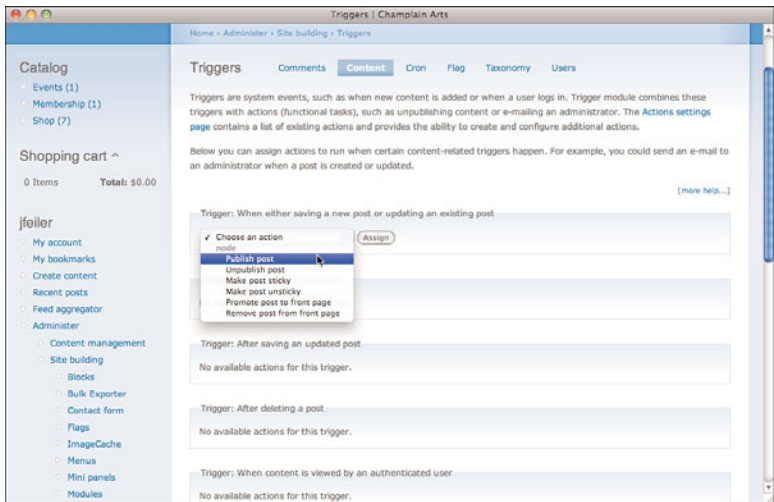 Triggers | Champlain Arts
Home › Administer › Site building › Triggers
Catalog
Events (1)
Membership (1)
Shop (7)
Shopping cart
0 Items Total: $0.00
jfeiler
My account
My bookmarks
Create content
Recent posts
Feed aggregator
Administer
Content management
Site building
Blocks
Bulk Exporter
Contact form
Flags
ImageCache
Menus
Mini panels
Modules
Triggers
Comments Content Cron Flag Taxonomy Users
Triggers are system events, such as when new content is added or when a user logs in. Trigger module combines these
triggers with actions (functional tasks), such as unpublishing content or e-mailing an administrator. The Actions settings
page contains a list of existing actions and provides the ability to create and configure additional actions.
Below you can assign actions to run when certain content-related triggers happen. For example, you could send an e-mail to
an administrator when a post is created or updated.
[more help...]
Trigger: When either saving a new post or updating an existing post
✓ Choose an action Assign
node
Publish post
Unpublish post
Make post sticky
Make post unsticky
Promote post to front page
Remove post from front page
Trigger: After saving an updated post
No available actions for this trigger.
Trigger: After deleting a post
No available actions for this trigger.
Trigger: When content is viewed by an authenticated user
No available actions for this trigger.